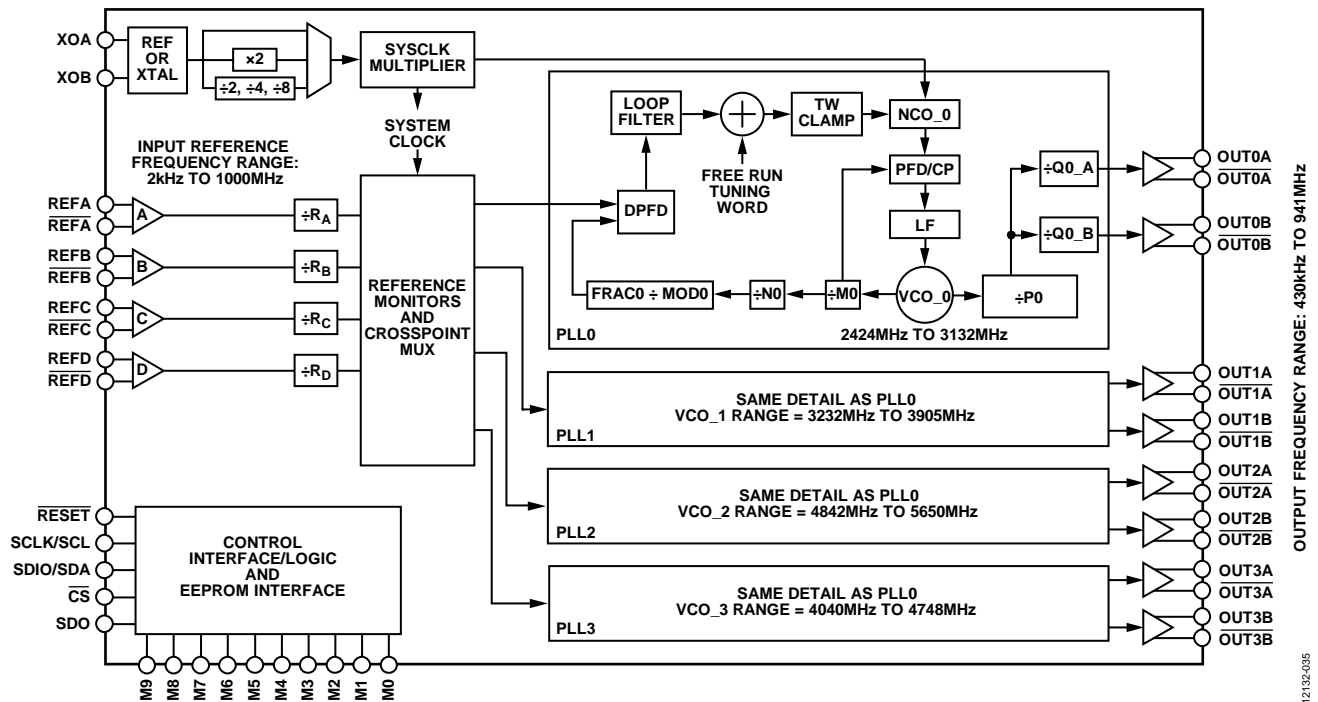 XOA
XOB
REF
OR
XTAL
×2
÷2, ÷4, ÷8
SYSCLK
MULTIPLIER
SYSTEM
CLOCK
INPUT REFERENCE
FREQUENCY RANGE:
2kHz TO 1000MHz
REFA
REFA
A
÷RA
REFB
REFB
B
÷RB
REFC
REFC
C
÷RC
REFD
REFD
D
÷RD
REFERENCE
MONITORS
AND
CROSSPOINT
MUX
LOOP
FILTER
FREE RUN
TUNING
WORD
TW
CLAMP
NCO_0
PFD/CP
LF
VCO_0
DPFD
FRAC0 ÷ MOD0
÷N0
÷M0
÷P0
÷Q0_A
÷Q0_B
PLL0
2424MHz TO 3132MHz
SAME DETAIL AS PLL0
VCO_1 RANGE = 3232MHz TO 3905MHz
PLL1
SAME DETAIL AS PLL0
VCO_2 RANGE = 4842MHz TO 5650MHz
PLL2
SAME DETAIL AS PLL0
VCO_3 RANGE = 4040MHz TO 4748MHz
PLL3
OUT0A
OUT0A
OUT0B
OUT0B
OUT1A
OUT1A
OUT1B
OUT1B
OUT2A
OUT2A
OUT2B
OUT2B
OUT3A
OUT3A
OUT3B
OUT3B
OUTPUT FREQUENCY RANGE: 430kHz TO 941MHz
RESET
SCLK/SCL
SDIO/SDA
CS
SDO
CONTROL
INTERFACE/LOGIC
AND
EEPROM INTERFACE
M9
M8
M7
M6
M5
M4
M3
M2
M1
M0
12132-035